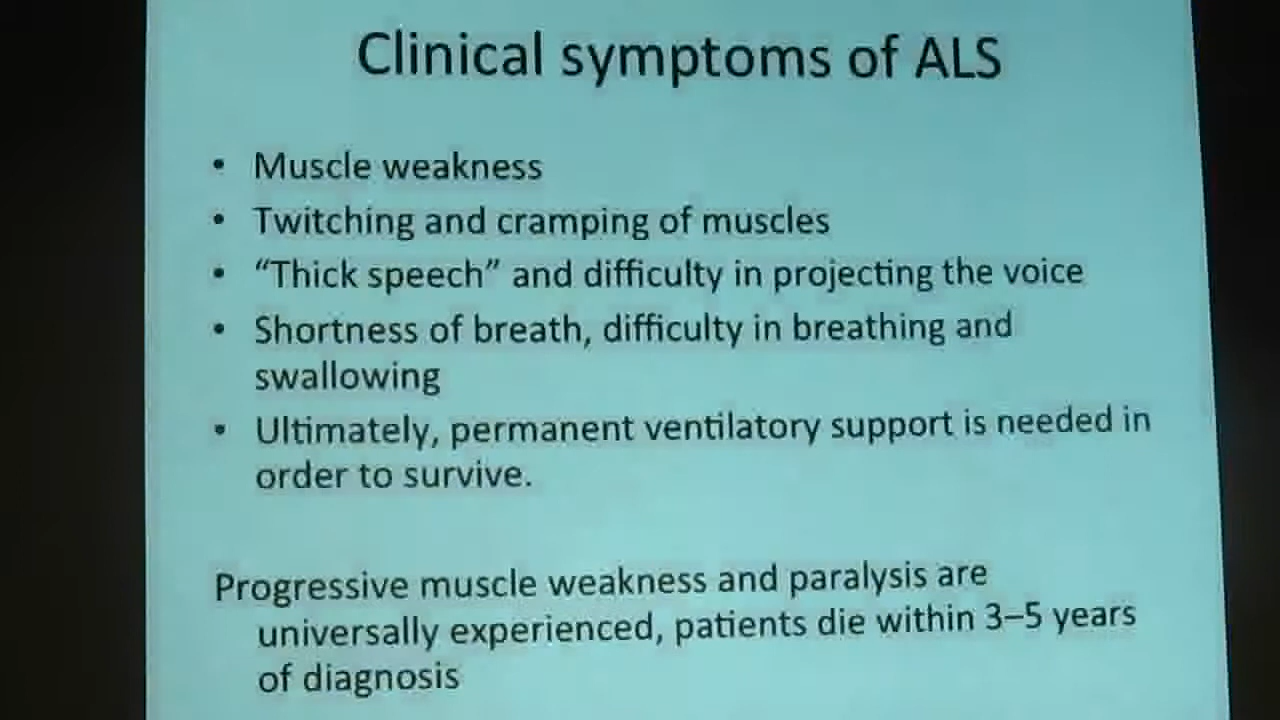 Clinical symptoms of ALS
• Muscle weakness
• Twitching and cramping of muscles
• “Thick speech” and difficulty in projecting the voice
• Shortness of breath, difficulty in breathing and
swallowing
• Ultimately, permanent ventilatory support is needed in
order to survive.
Progressive muscle weakness and paralysis are
universally experienced, patients die within 3–5 years
of diagnosis